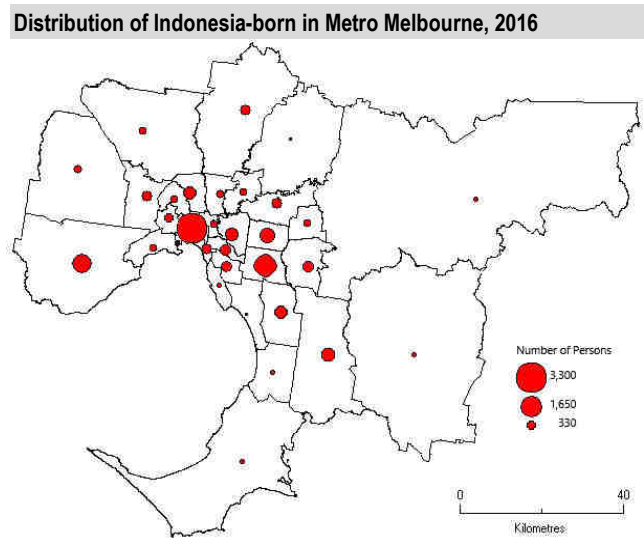 Distribution of Indonesia-born in Metro Melbourne, 2016
Number of Persons
3,300
1,650
330
0 40
Kilometres